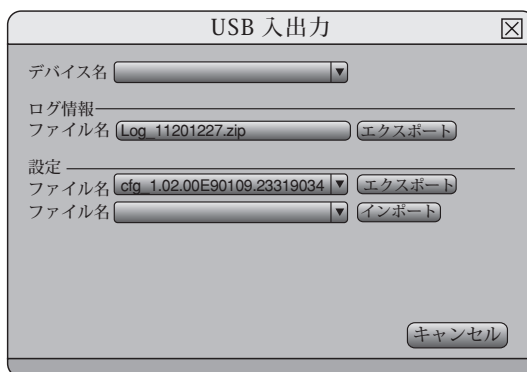 USB 入出力
デバイス名
ログ情報
ファイル名 Log_11201227.zip エクスポート
設定
ファイル名 cfg_1.02.00E90109.23319034 エクスポート
ファイル名 インポート
キャンセル